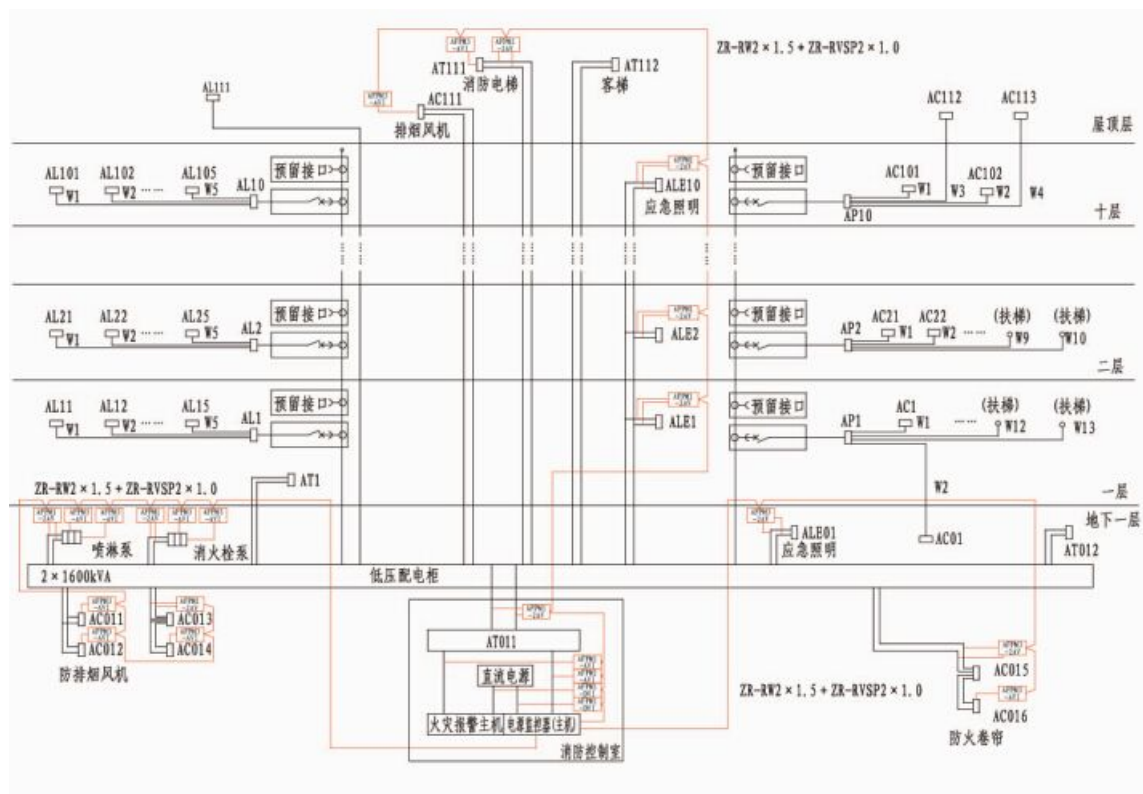 ZR-RW2×1.5+ZR-RVSP2×1.0
AT111
消防电梯
AT112
客梯
AL111
AC111
排烟风机
AC112
AC113
屋顶层
AL101
W1
AL102
W2
……
AL105
W5
AL10
预留接口
ALE10
应急照明
预留接口
AC101
W1
W3
AC102
W2
W4
AP10
十层
AL21
W1
AL22
W2
……
AL25
W5
AL2
预留接口
ALE2
预留接口
AP2
AC21
W1
AC22
W2
……
(扶梯)
W9
(扶梯)
W10
二层
AL11
W1
AL12
W2
……
AL15
W5
AL1
预留接口
ALE1
预留接口
AP1
AC1
W1
……
(扶梯)
W12
(扶梯)
W13
W2
一层
ZR-RW2×1.5+ZR-RVSP2×1.0
AT1
地下一层
喷淋泵
消火栓泵
ALE01
应急照明
AC01
AT012
2×1600kVA
低压配电柜
AC011
AC012
防排烟风机
AC013
AC014
AT011
直流电源
火灾报警主机
电源监控器(主机)
消防控制室
ZR-RW2×1.5+ZR-RVSP2×1.0
AC015
AC016
防火卷帘